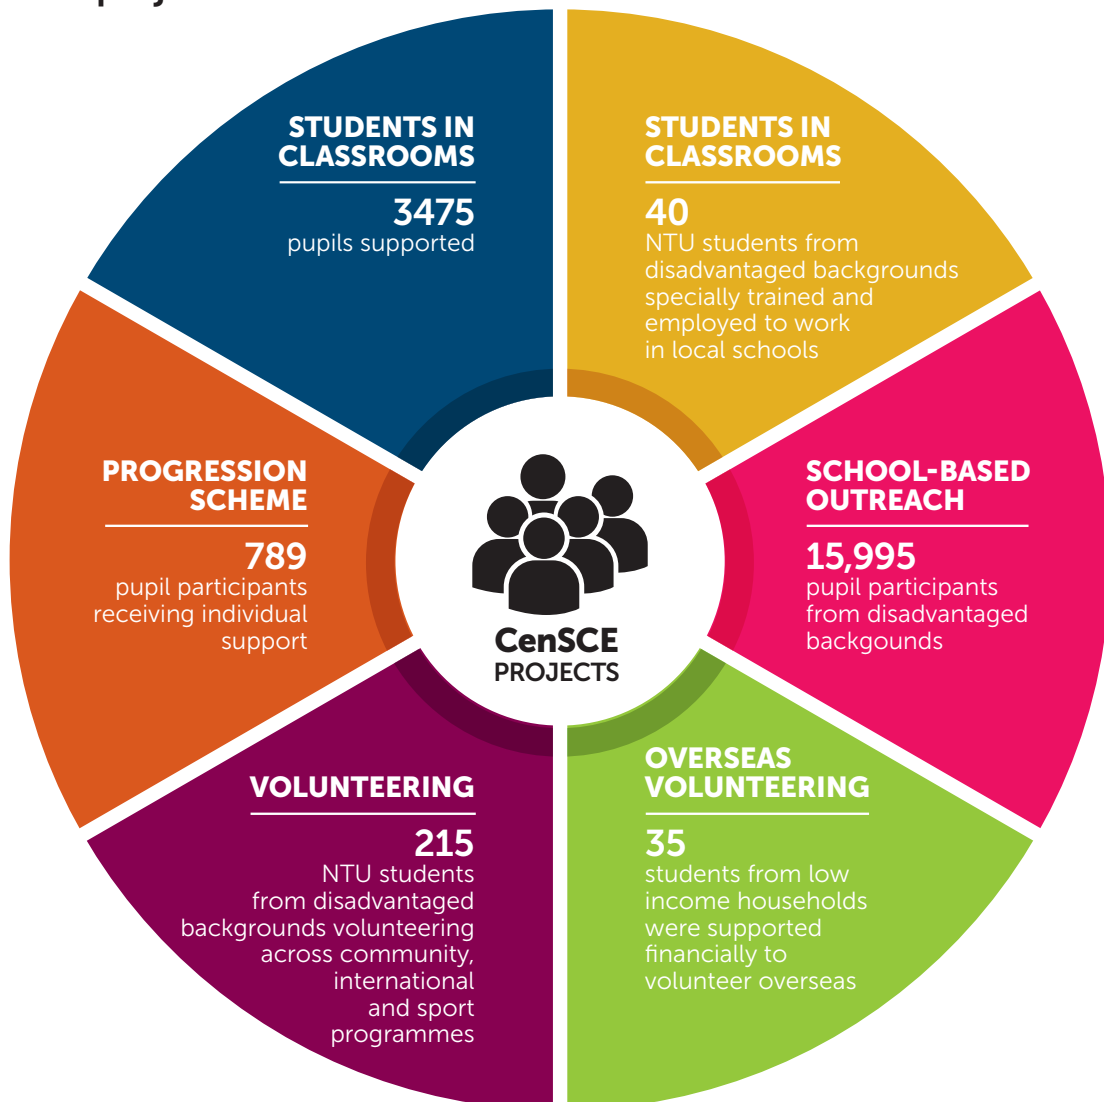 STUDENTS IN
CLASSROOMS
3475
pupils supported
STUDENTS IN
CLASSROOMS
40
NTU students from
disadvantaged backgrounds
specially trained and
employed to work
in local schools
PROGRESSION
SCHEME
789
pupil participants
receiving individual
support
SCHOOL-BASED
OUTREACH
15,995
pupil participants
from disadvantaged
backgounds
CenSCE
PROJECTS
VOLUNTEERING
215
NTU students
from disadvantaged
backgrounds volunteering
across community,
international
and sport
programmes
OVERSEAS
VOLUNTEERING
35
students from low
income households
were supported
financially to
volunteer overseas